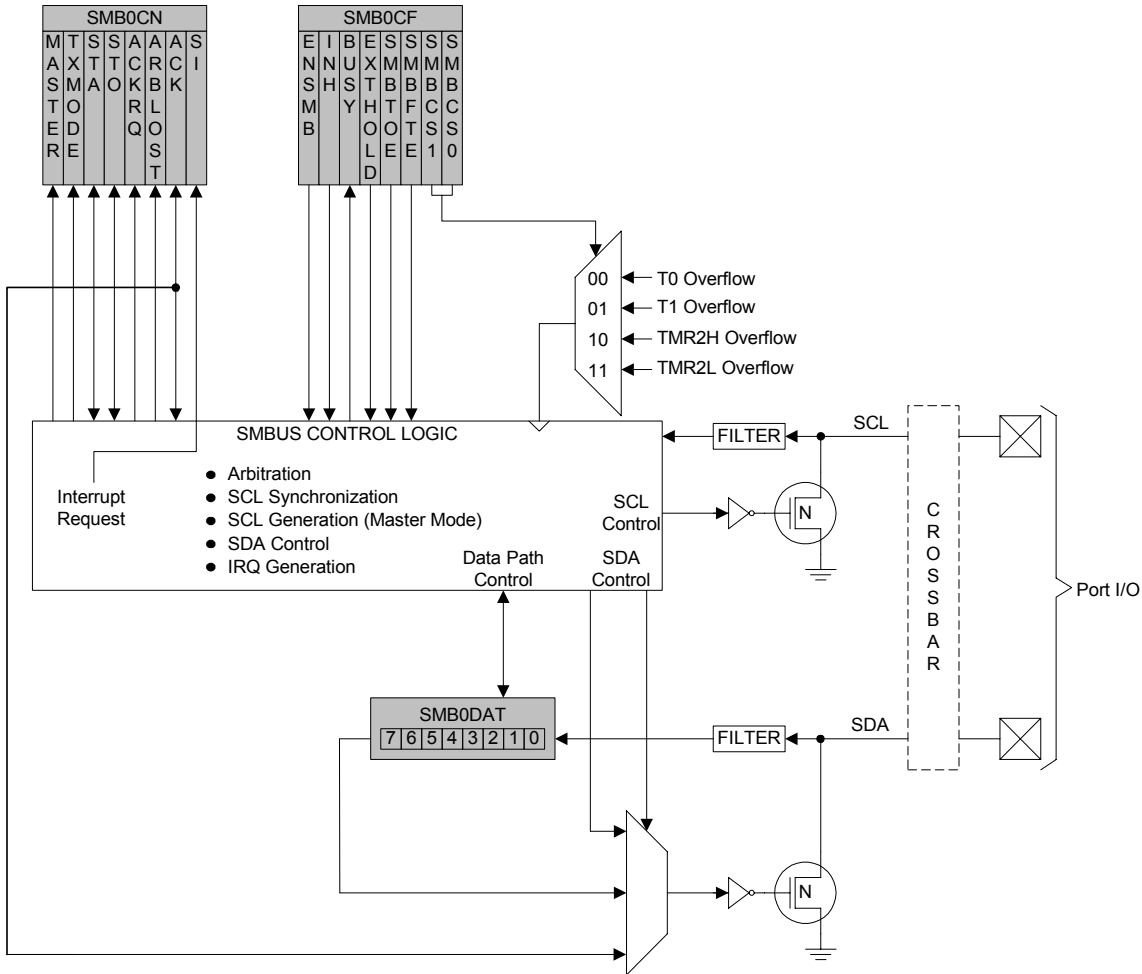 SMB0CN
MASTER
TXMODE
STA
STO
ACKRQ
ARBLOST
ACK
SI
SMB0CF
ENSMB
INH
BUSY
EXTHOLD
SMBTOE
SMBFTE
SMBCS1
SMBCS0
00
T0 Overflow
01
T1 Overflow
10
TMR2H Overflow
11
TMR2L Overflow
SMBUS CONTROL LOGIC
Interrupt
Request
● Arbitration
● SCL Synchronization
● SCL Generation (Master Mode)
● SDA Control
● IRQ Generation
SCL
Control
Data Path
Control
SDA
Control
FILTER
SCL
N
CROSSBAR
Port I/O
SMB0DAT
7 6 5 4 3 2 1 0
FILTER
SDA
N